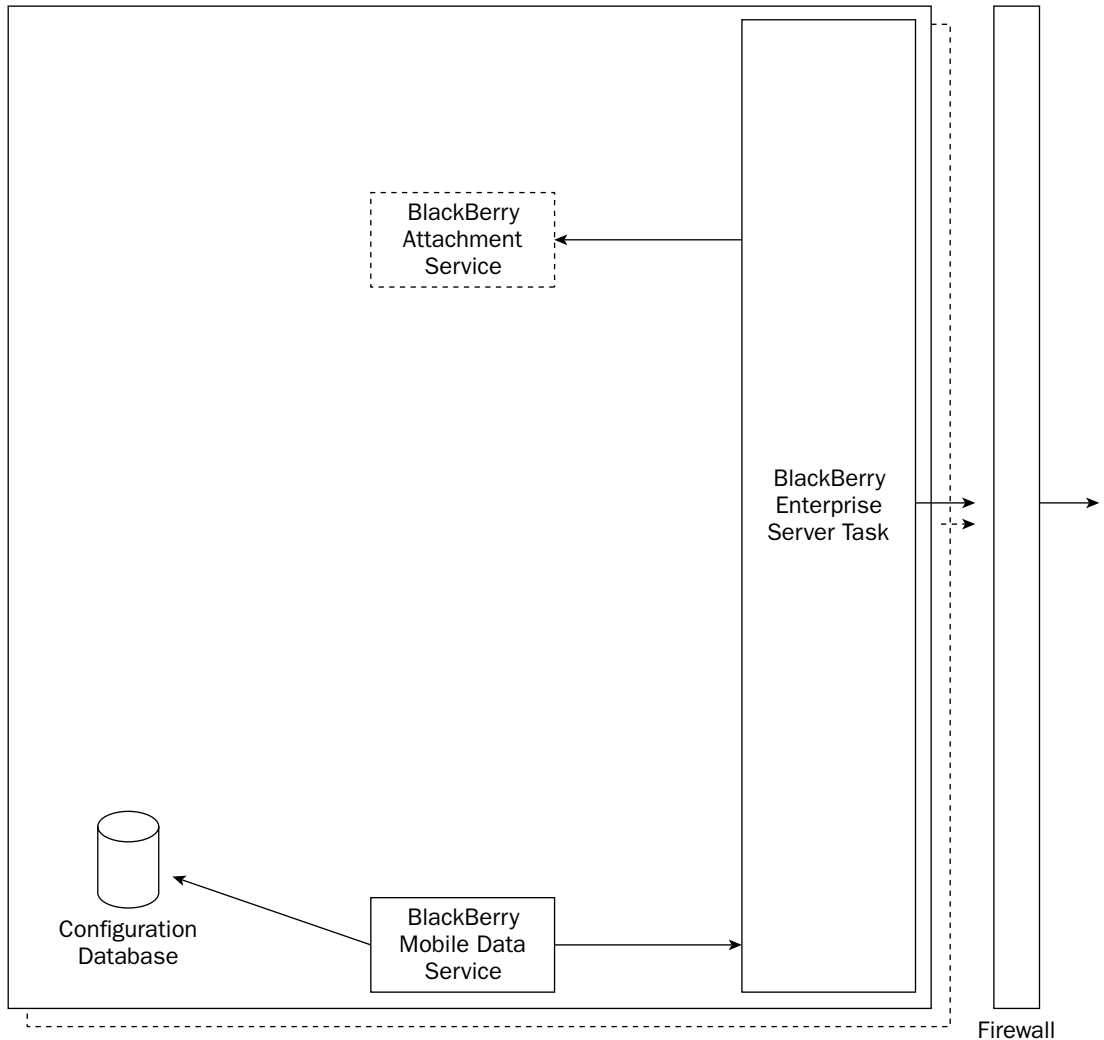 BlackBerry
Attachment
Service
BlackBerry
Enterprise
Server Task
Configuration
Database
BlackBerry
Mobile Data
Service
Firewall